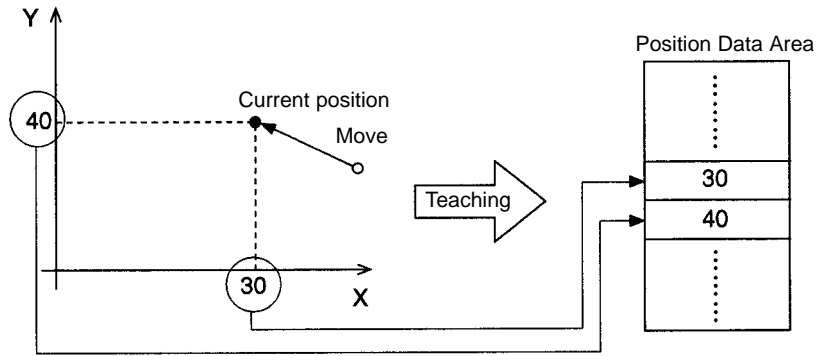 Y
Position Data Area
Current position
40
Move
30
Teaching
40
30
X